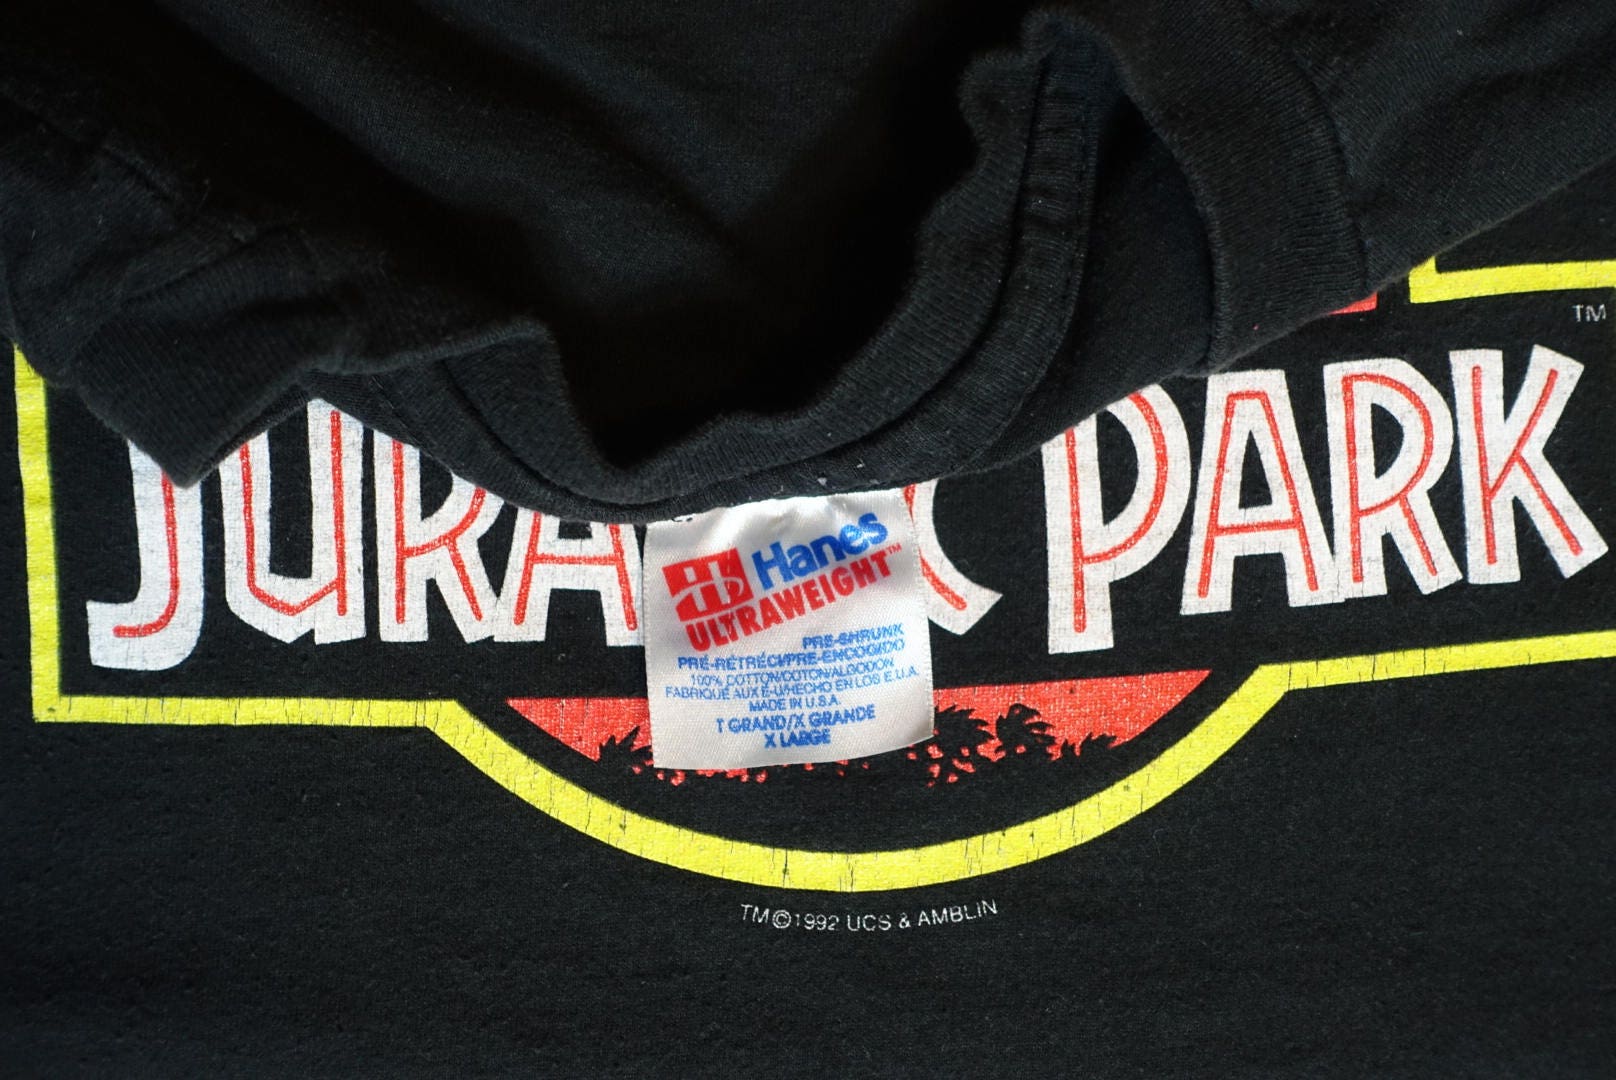 TM
JURA C PARK
Hanes
ULTRAWEIGHT™
PRE-SHRUNK
PRÉ-RÉTRÉCI/PRE-ENCOGIDO
100% COTTON/COTON/ALGODON
FABRIQUÉ AUX É-U/HECHO EN LOS E.U.A.
MADE IN U.S.A.
T GRAND/X GRANDE
X LARGE
TM©1992 UCS & AMBLIN